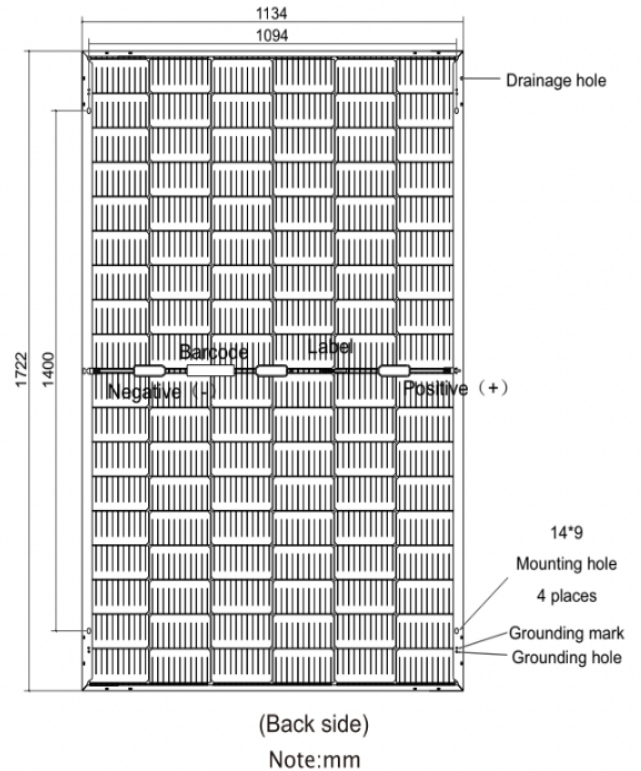 1134
1094
Drainage hole
1722
1400
Barcode
Label
Negative（-）
Positive（+）
14*9
Mounting hole
4 places
Grounding mark
Grounding hole
(Back side)
Note:mm